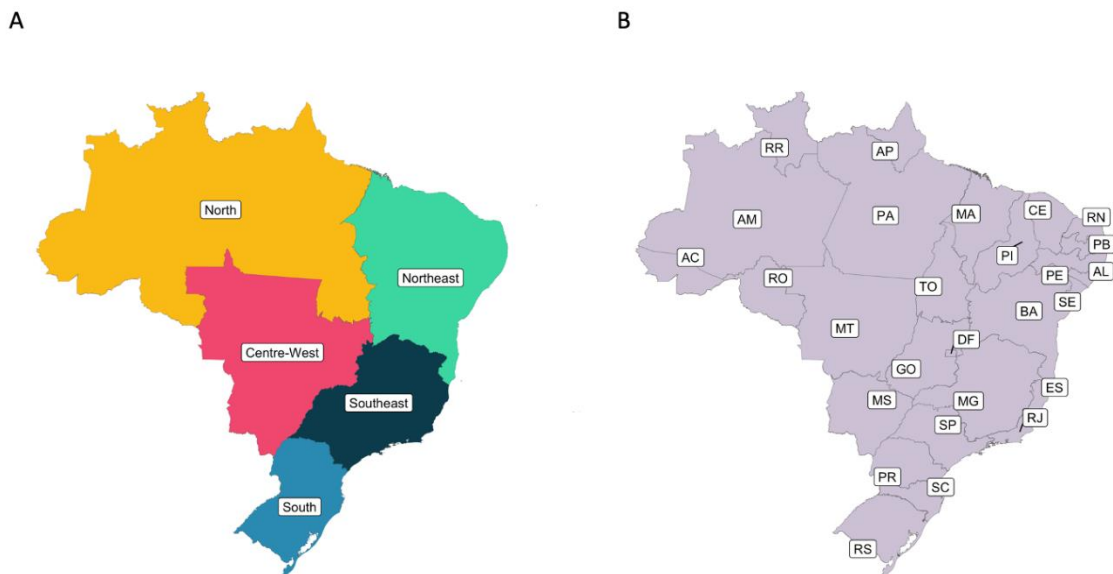 A
North
Northeast
Centre-West
Southeast
South
B
RR
AP
AM
PA
MA
CE
RN
PB
PI
AC
RO
TO
PE
AL
SE
BA
MT
DF
GO
ES
MS
MG
RJ
SP
PR
SC
RS